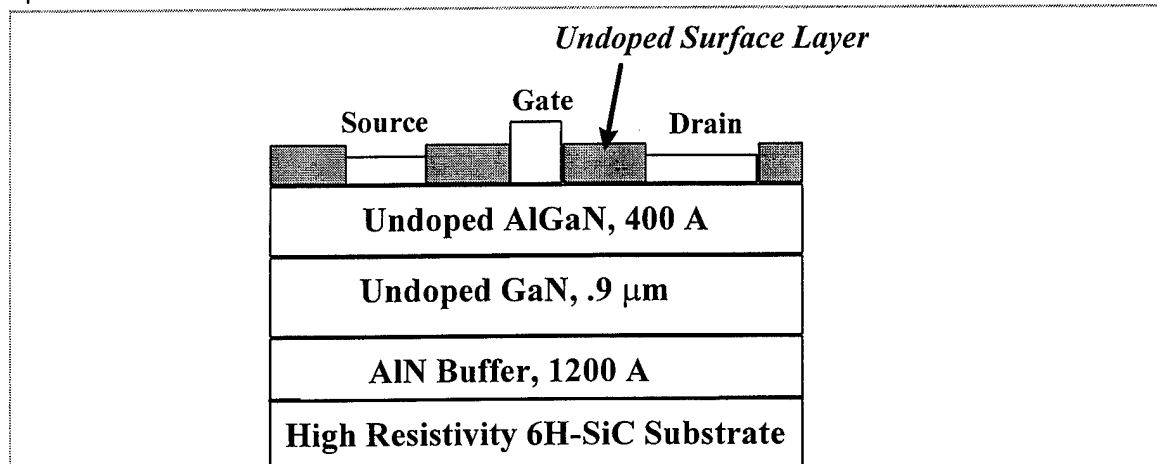 Undoped Surface Layer
Gate
Source
Drain
Undoped AlGaN, 400 A
Undoped GaN, .9 μm
AlN Buffer, 1200 A
High Resistivity 6H-SiC Substrate